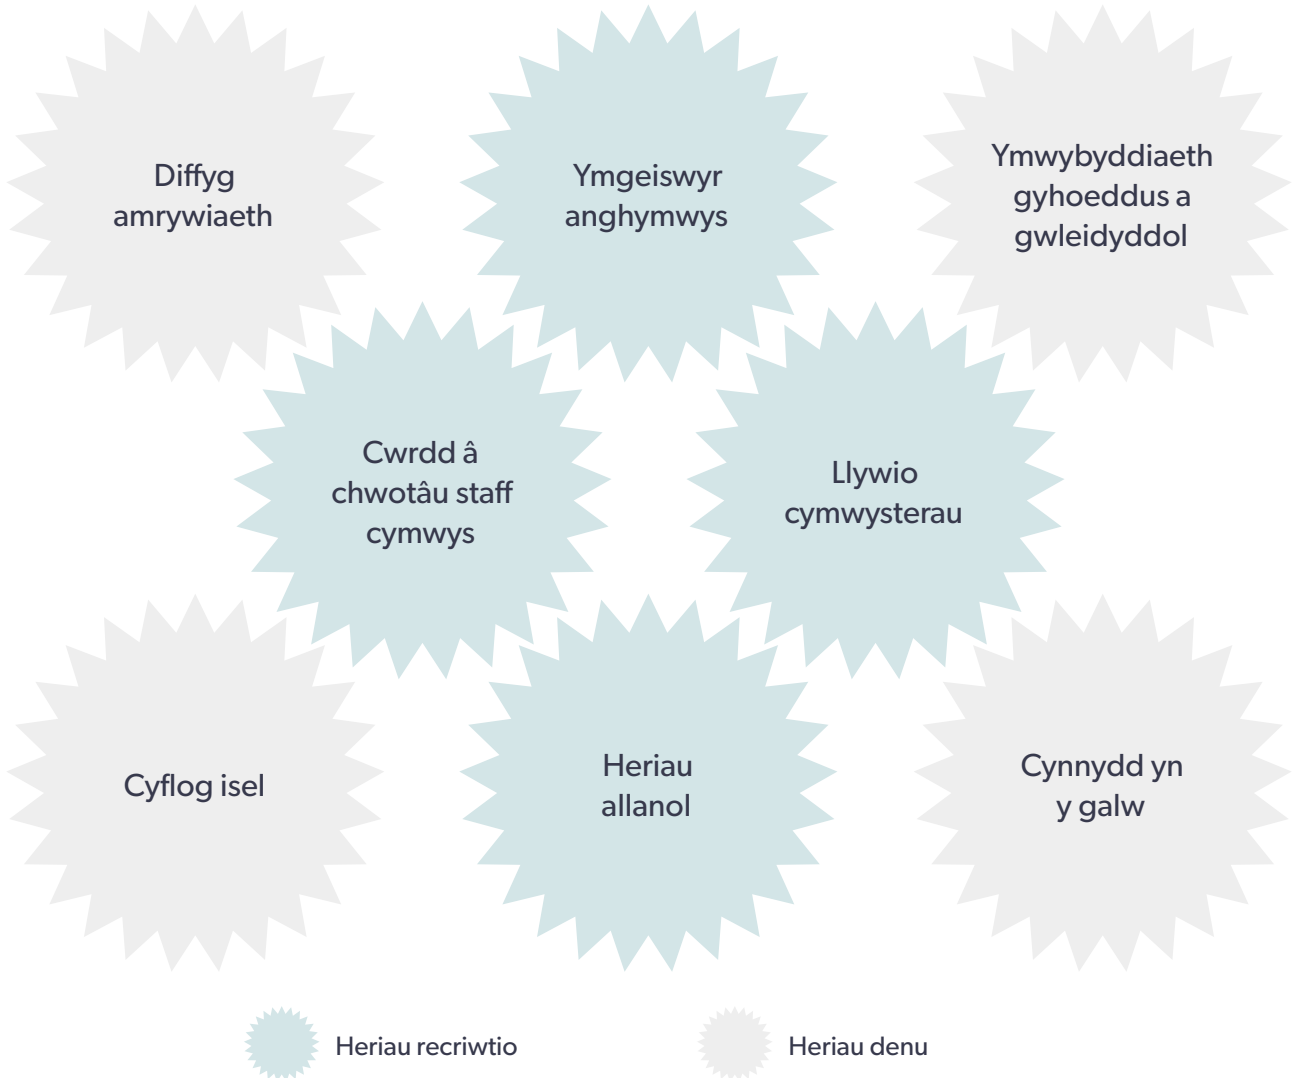 Diffyg
amrywiaeth
Ymgeiswyr
anghymwys
Ymwybyddiaeth
gyhoeddus a
gwleidyddol
Cwrdd â
chwotâu staff
cymwys
Llywio
cymwysterau
Cyflog isel
Heriau
allanol
Cynnydd yn
y galw
Heriau recriwtio
Heriau denu